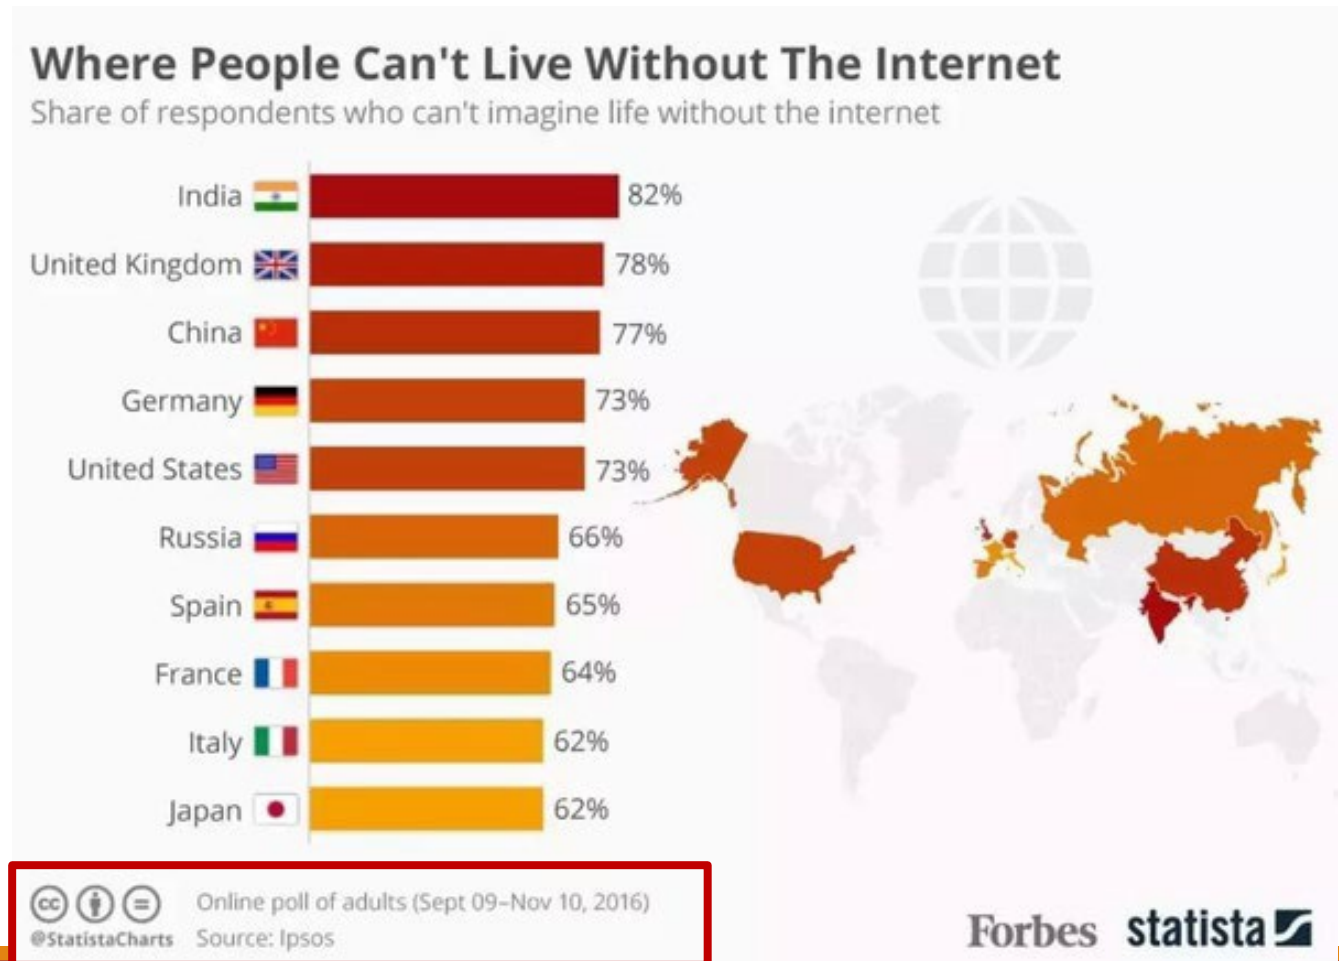 Where People Can't Live Without The Internet
Share of respondents who can't imagine life without the internet
India 82%
United Kingdom 78%
China 77%
Germany 73%
United States 73%
Russia 66%
Spain 65%
France 64%
Italy 62%
Japan 62%
cc
@StatistaCharts
Online poll of adults (Sept 09–Nov 10, 2016)
Source: Ipsos
Forbes statista